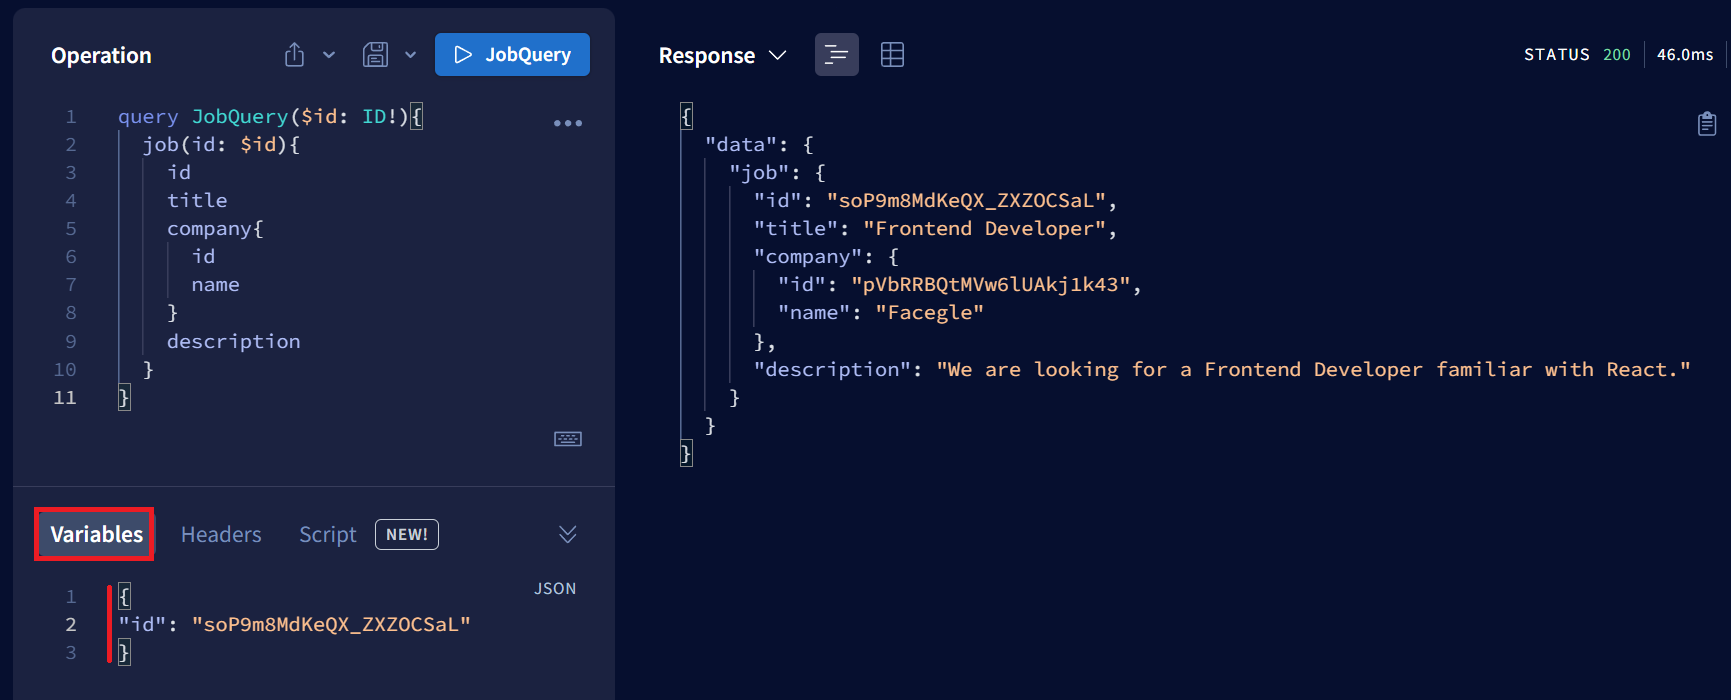 Operation
JobQuery
1 query JobQuery($id: ID!){
2 job(id: $id){
3 id
4 title
5 company{
6 id
7 name
8 }
9 description
10 }
11 }
Variables Headers Script NEW!
JSON
1 {
2 "id": "soP9m8MdKeQX_ZXZOCSaL"
3 }
Response STATUS 200 46.0ms
{
"data": {
"job": {
"id": "soP9m8MdKeQX_ZXZOCSaL",
"title": "Frontend Developer",
"company": {
"id": "pVbRRBQtMVw6lUAkj1k43",
"name": "Facegle"
},
"description": "We are looking for a Frontend Developer familiar with React."
}
}
}